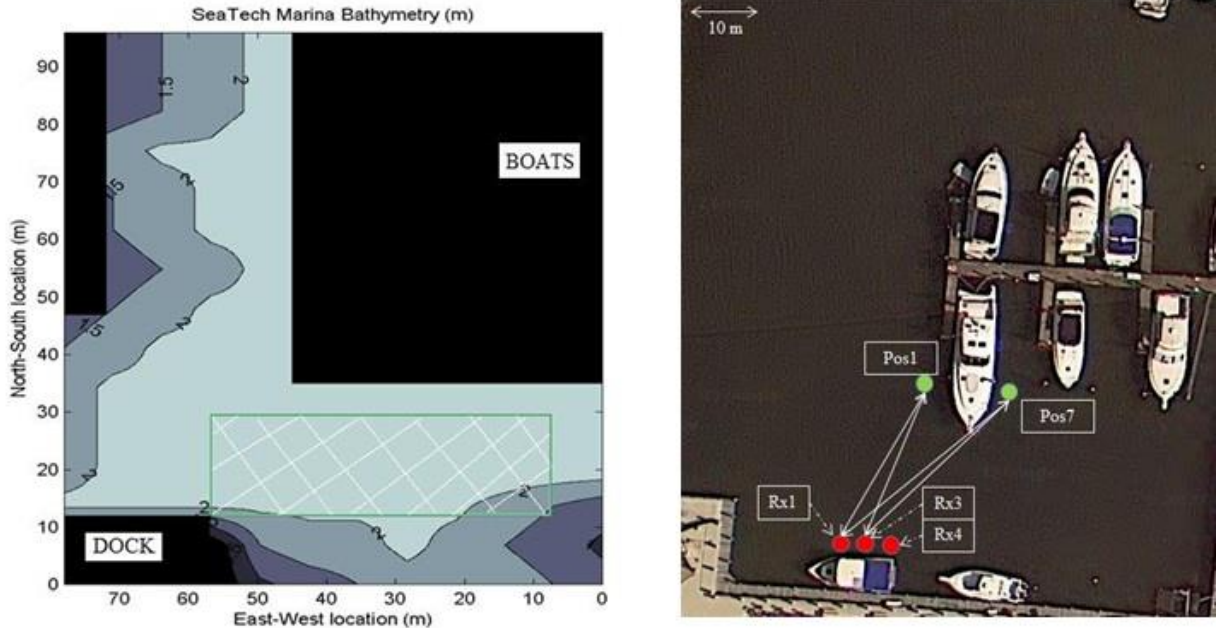 SeaTech Marina Bathymetry (m)
90
80
70
60
50
40
30
20
10
0
North-South location (m)
70
60
50
40
30
20
10
0
East-West location (m)
BOATS
DOCK
1.5
2
1.5
2
1.5
2
2
2
2
2
10 m
Pos1
Pos7
Rx1
Rx3
Rx4